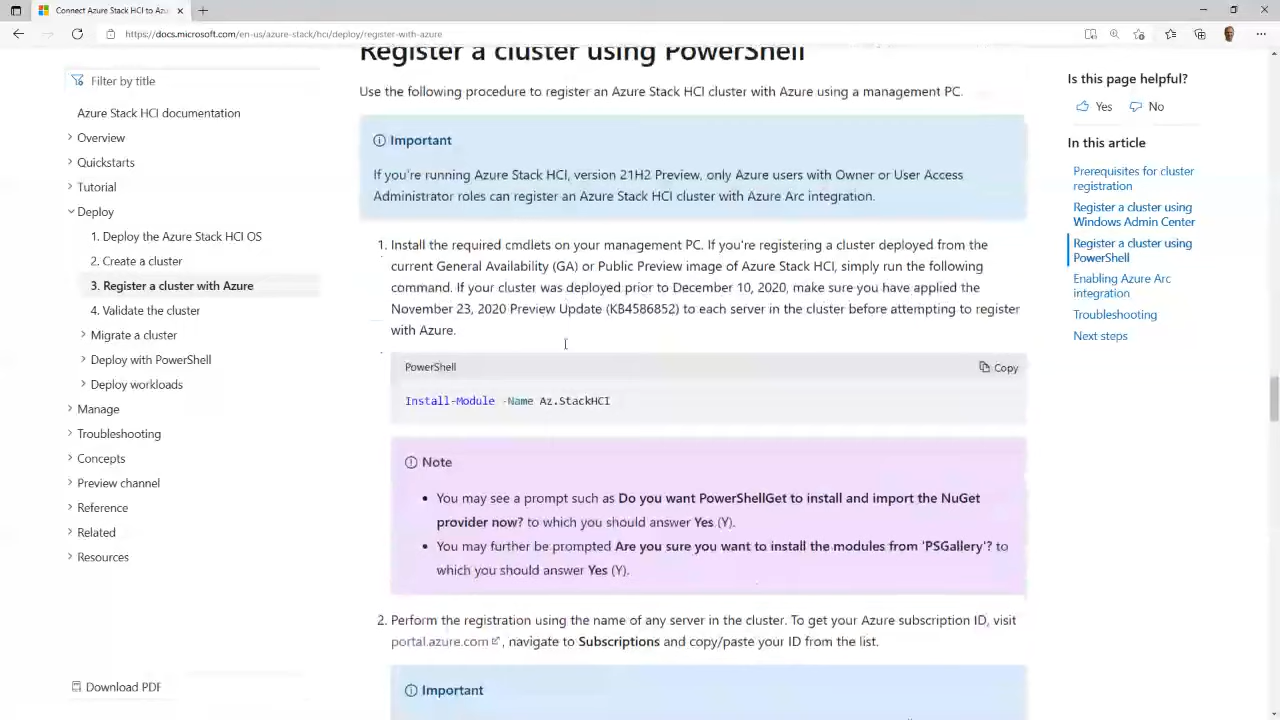 Connect Azure Stack HCI to Azu
https://docs.microsoft.com/en-us/azure-stack/hci/deploy/register-with-azure
Filter by title
Azure Stack HCI documentation
Overview
Quickstarts
Tutorial
Deploy
1. Deploy the Azure Stack HCI OS
2. Create a cluster
3. Register a cluster with Azure
4. Validate the cluster
Migrate a cluster
Deploy with PowerShell
Deploy workloads
Manage
Troubleshooting
Concepts
Preview channel
Reference
Related
Resources
Download PDF
Register a cluster using PowerShell
Use the following procedure to register an Azure Stack HCI cluster with Azure using a management PC.
Important
If you're running Azure Stack HCI, version 21H2 Preview, only Azure users with Owner or User Access
Administrator roles can register an Azure Stack HCI cluster with Azure Arc integration.
1. Install the required cmdlets on your management PC. If you're registering a cluster deployed from the
current General Availability (GA) or Public Preview image of Azure Stack HCI, simply run the following
command. If your cluster was deployed prior to December 10, 2020, make sure you have applied the
November 23, 2020 Preview Update (KB4586852) to each server in the cluster before attempting to register
with Azure.
PowerShell
Copy
Install-Module -Name Az.StackHCI
Note
• You may see a prompt such as Do you want PowerShellGet to install and import the NuGet
provider now? to which you should answer Yes (Y).
• You may further be prompted Are you sure you want to install the modules from 'PSGallery'? to
which you should answer Yes (Y).
2. Perform the registration using the name of any server in the cluster. To get your Azure subscription ID, visit
portal.azure.com , navigate to Subscriptions and copy/paste your ID from the list.
Important
Is this page helpful?
Yes
No
In this article
Prerequisites for cluster
registration
Register a cluster using
Windows Admin Center
Register a cluster using
PowerShell
Enabling Azure Arc
integration
Troubleshooting
Next steps